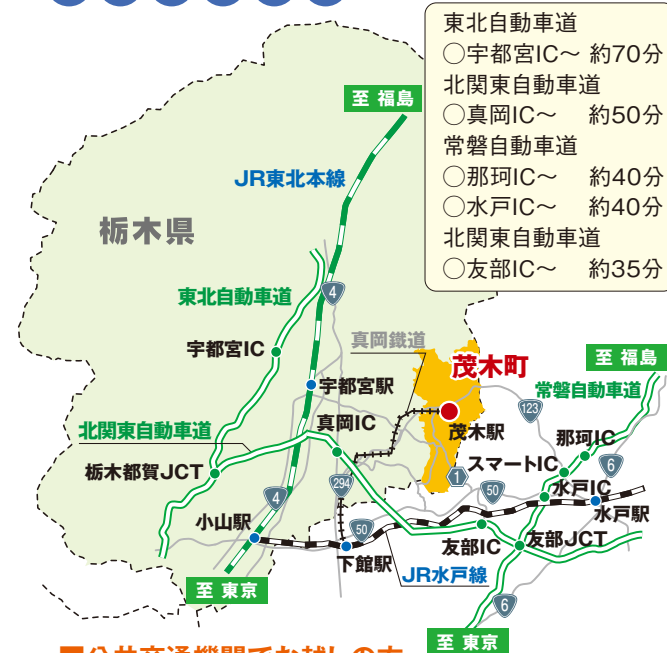 東北自動車道
○宇都宮IC～ 約70分
北関東自動車道
○真岡IC～ 約50分
常磐自動車道
○那珂IC～ 約40分
○水戸IC～ 約40分
北関東自動車道
○友部IC～ 約35分
至 福島
JR東北本線
栃木県
東北自動車道
4
宇都宮IC
真岡鐵道
茂木町
至 福島
宇都宮駅
常磐自動車道
123
北関東自動車道
真岡IC
茂木駅
那珂IC
栃木都賀JCT
スマートIC
6
1
294
50
水戸IC
4
小山駅
50
水戸駅
下館駅
友部IC
友部JCT
JR水戸線
至 東京
6
至 東京